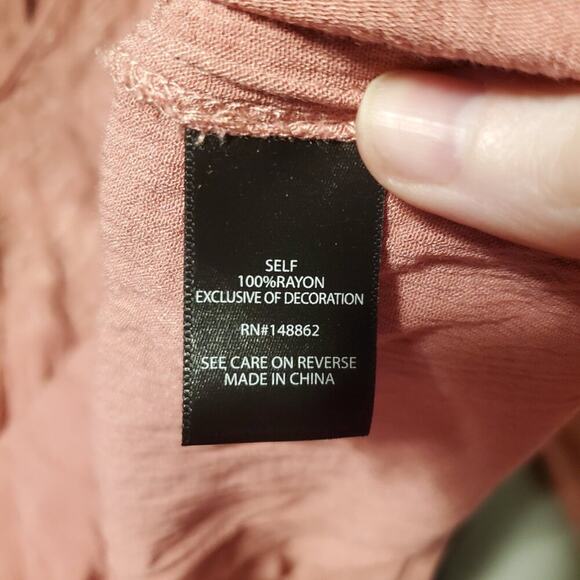 SELF
100%RAYON
EXCLUSIVE OF DECORATION
RN#148862
SEE CARE ON REVERSE
MADE IN CHINA